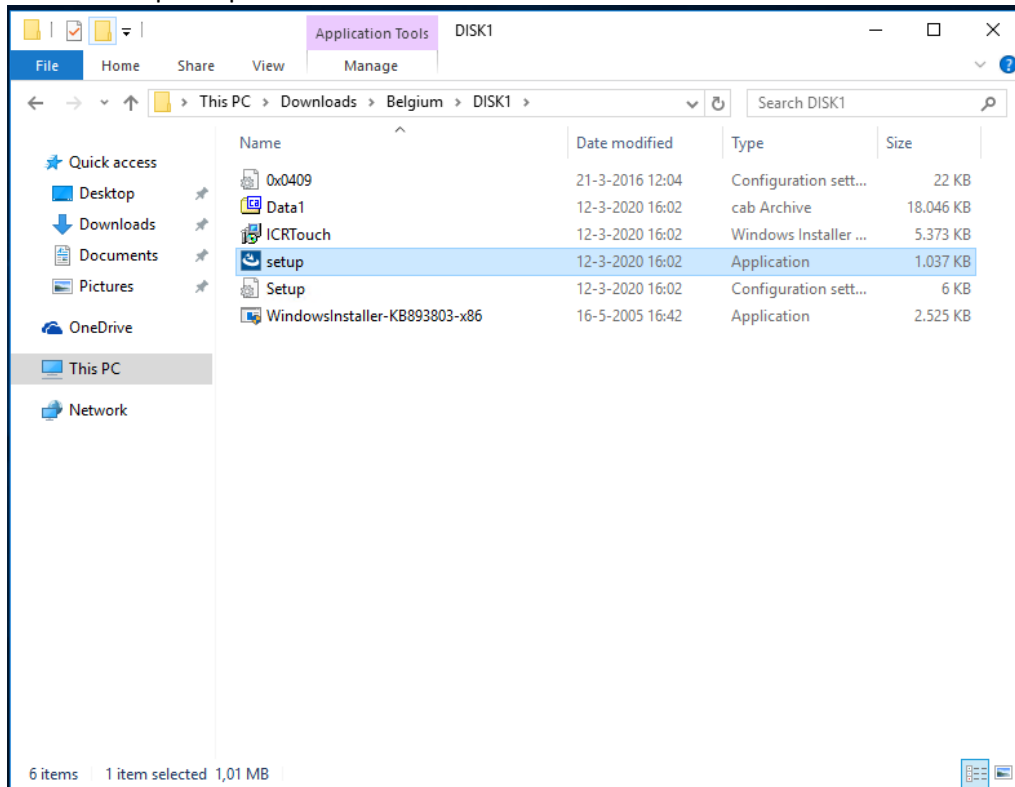 Application Tools DISK1
File Home Share View Manage
This PC > Downloads > Belgium > DISK1 > Search DISK1
Name Date modified Type Size
Quick access
Desktop
Downloads
Documents
Pictures
OneDrive
This PC
Network
0x0409 21-3-2016 12:04 Configuration sett... 22 KB
Data1 12-3-2020 16:02 cab Archive 18.046 KB
ICRTouch 12-3-2020 16:02 Windows Installer ... 5.373 KB
setup 12-3-2020 16:02 Application 1.037 KB
Setup 12-3-2020 16:02 Configuration sett... 6 KB
WindowsInstaller-KB893803-x86 16-5-2005 16:42 Application 2.525 KB
6 items 1 item selected 1,01 MB